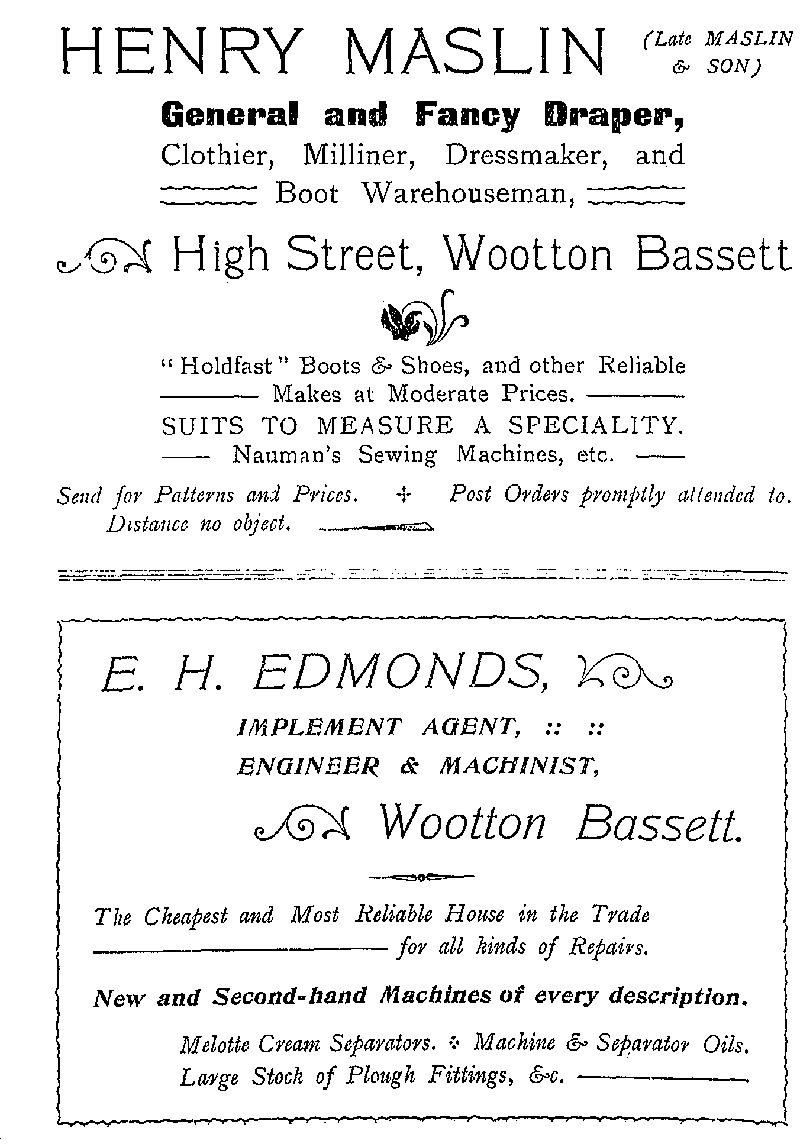 HENRY MASLIN (Late MASLIN
& SON)
General and Fancy Draper,
Clothier, Milliner, Dressmaker, and
Boot Warehouseman,
High Street, Wootton Bassett
"Holdfast" Boots & Shoes, and other Reliable
Makes at Moderate Prices.
SUITS TO MEASURE A SPECIALITY.
Nauman's Sewing Machines, etc.
Send for Patterns and Prices. Post Orders promptly attended to.
Distance no object.
E. H. EDMONDS,
IMPLEMENT AGENT, :: ::
ENGINEER & MACHINIST,
Wootton Bassett.
The Cheapest and Most Reliable House in the Trade
for all kinds of Repairs.
New and Second-hand Machines of every description.
Melotte Cream Separators. Machine & Separator Oils.
Large Stock of Plough Fittings, &c.